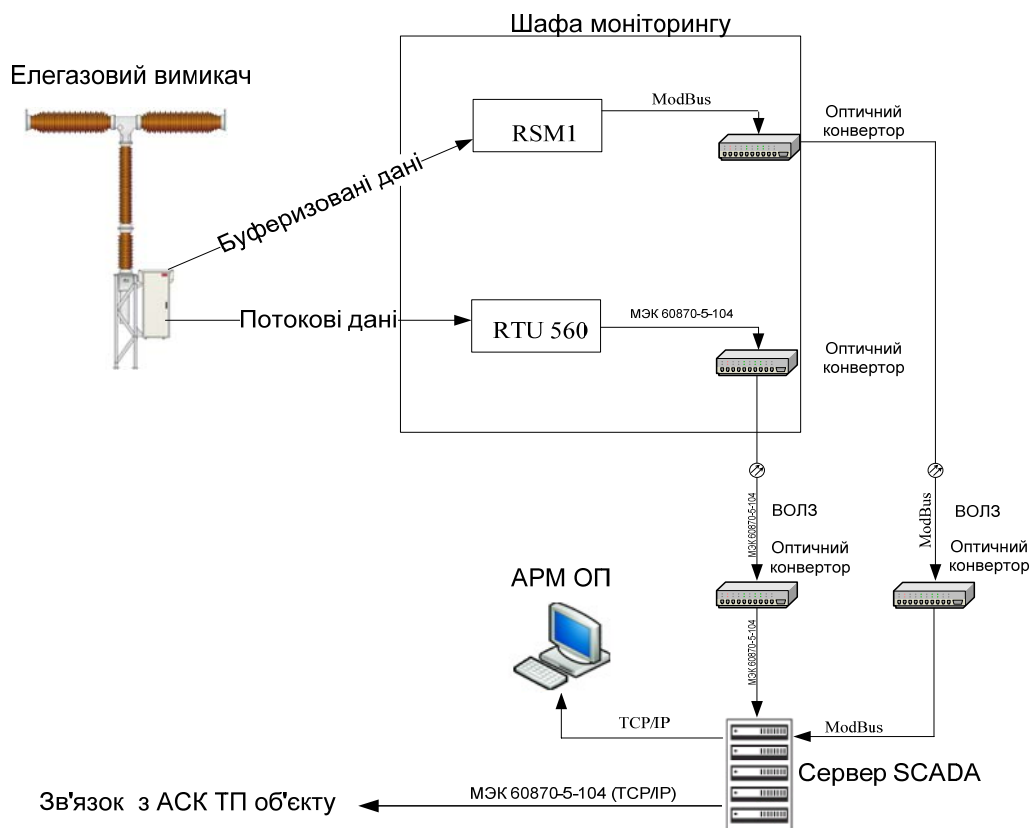 Шафа моніторингу
Елегазовий вимикач
ModBus
Оптичний
конвертор
RSM1
Буферизовані дані
Потокові дані
RTU 560
МЭК 60870-5-104
Оптичний
конвертор
МЭК 60870-5-104
ВОЛЗ
ModBus
ВОЛЗ
Оптичний
конвертор
Оптичний
конвертор
АРМ ОП
МЭК 60870-5-104
TCP/IP
ModBus
Сервер SCADA
Зв'язок з АСК ТП об'єкту
МЭК 60870-5-104 (TCP/IP)